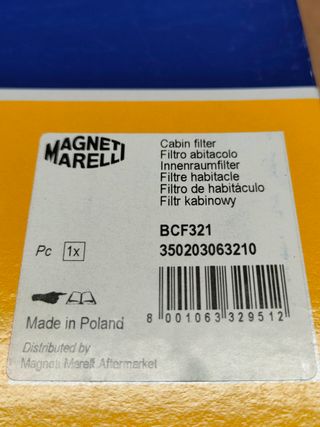 MAGNETI
MARELLI
Cabin filter
Filtro abitacolo
Innenraumfilter
Filtre habitacle
Filtro de habitáculo
Filtr kabinowy
BCF321
350203063210
Pc 1x
Made in Poland
8 001063 329512
Distributed by
Magneti Marelli Aftermarket